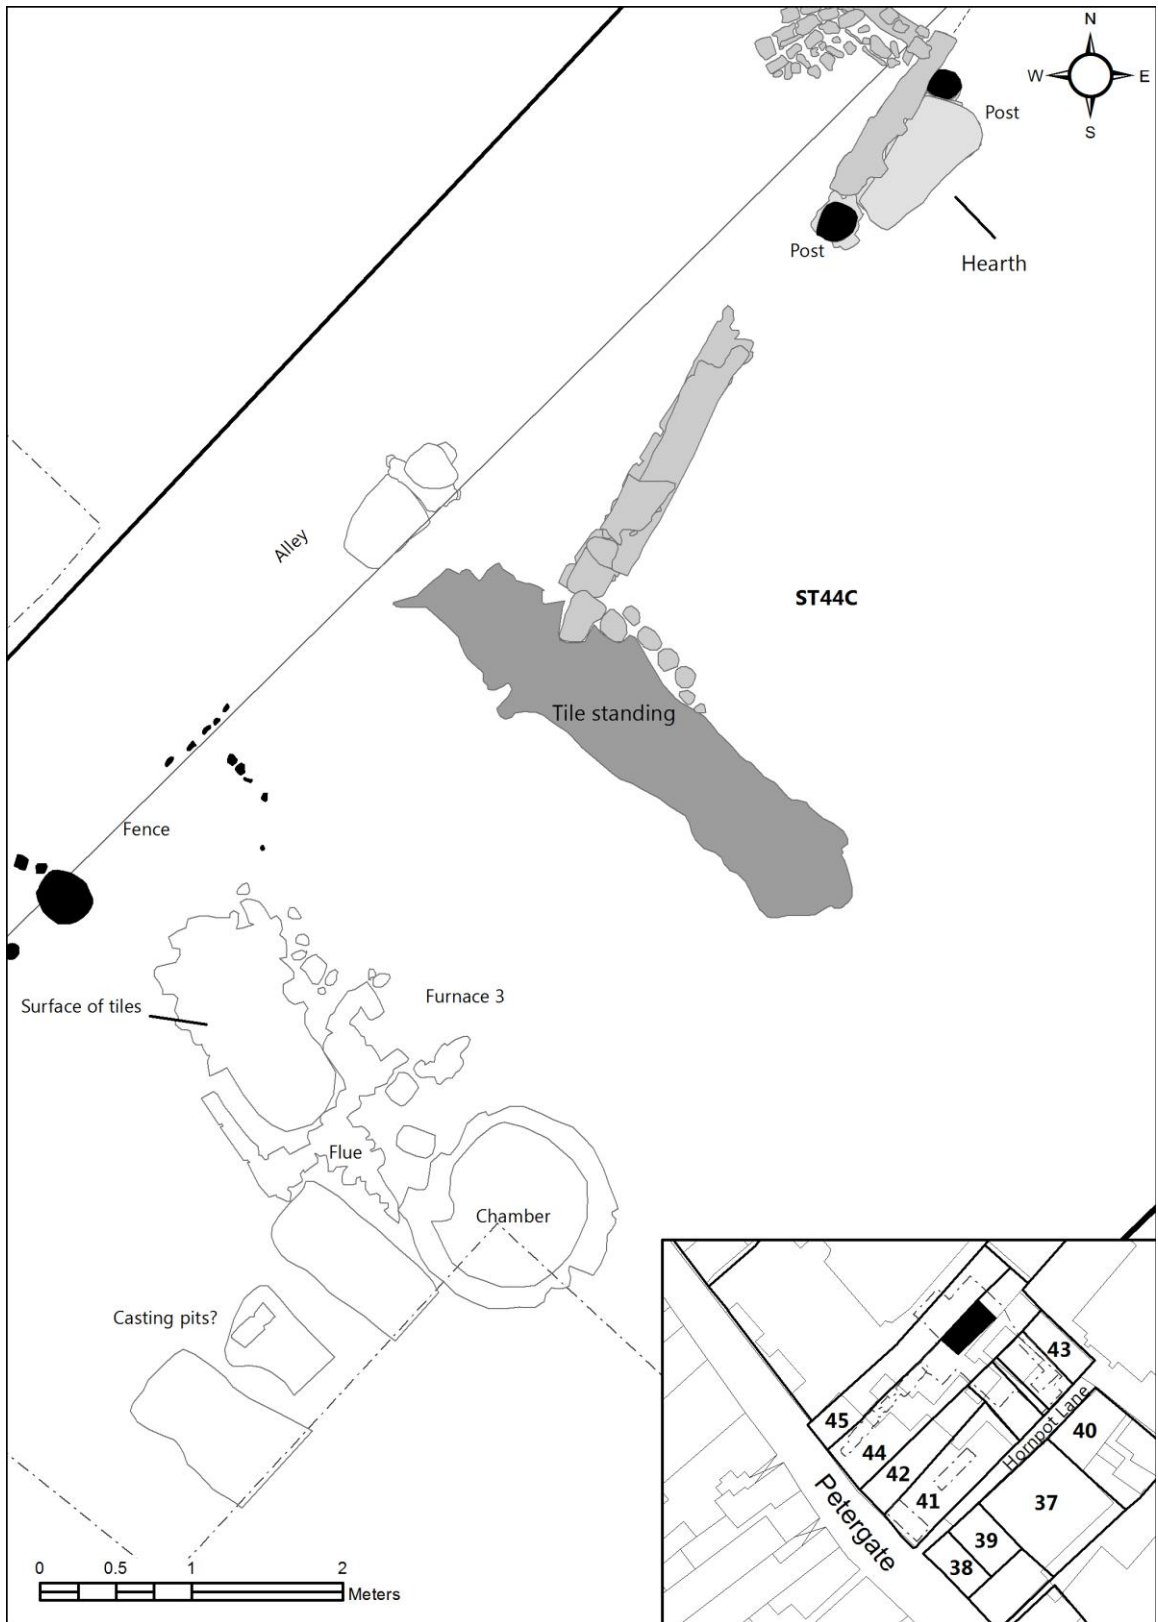 N
W E
S
Post
Post
Hearth
Alley
ST44C
Tile standing
Fence
Surface of tiles
Furnace 3
Flue
Chamber
Casting pits?
0 0.5 1 2
Meters
43
45
40
44
Hornpot Lane
42
41
37
39
38
Petergate